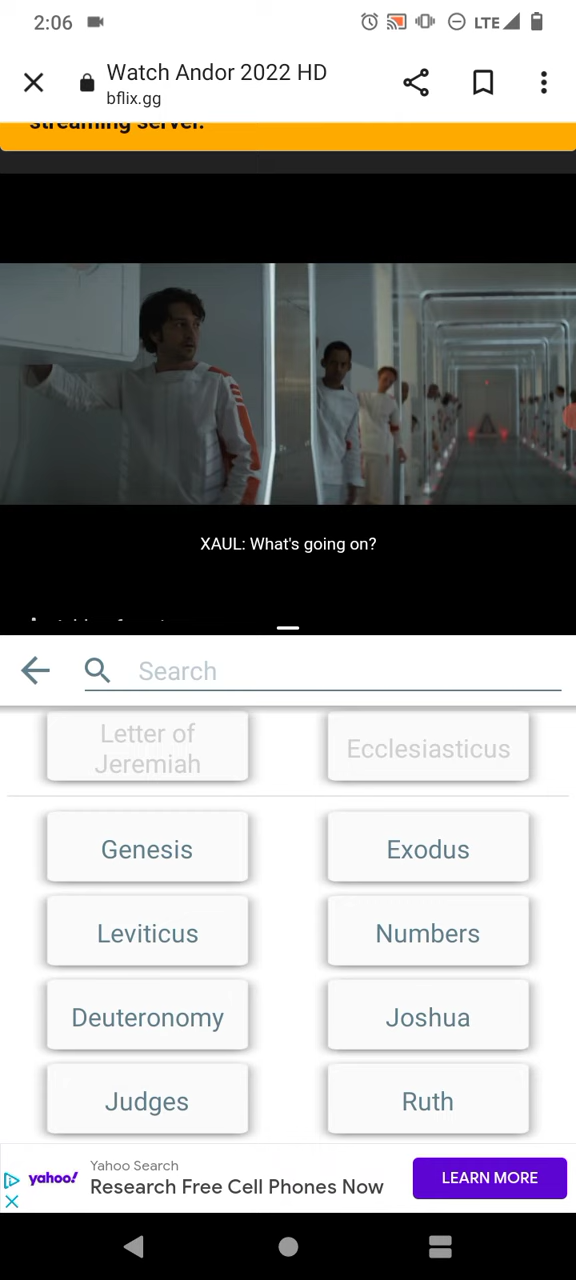 2:06
LTE
Watch Andor 2022 HD
bflix.gg
streaming server.
XAUL: What's going on?
Search
Letter of
Jeremiah
Ecclesiasticus
Genesis
Exodus
Leviticus
Numbers
Deuteronomy
Joshua
Judges
Ruth
yahoo!
Yahoo Search
Research Free Cell Phones Now
LEARN MORE